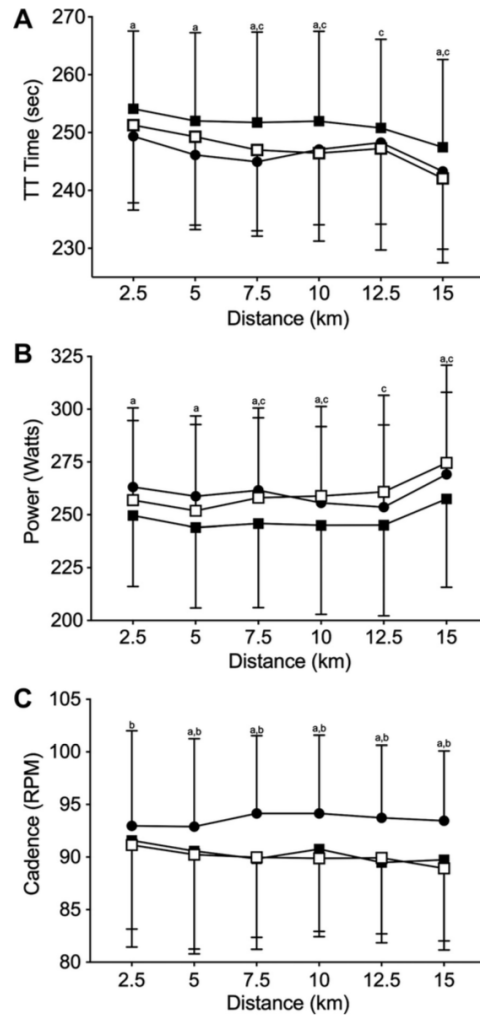 A
270
a
a
a,c
a,c
c
a,c
260
250
240
230
TT Time (sec)
2.5 5 7.5 10 12.5 15
Distance (km)
B
325
a
a
a,c
a,c
c
a,c
300
275
250
225
200
Power (Watts)
2.5 5 7.5 10 12.5 15
Distance (km)
C
105
b
a,b
a,b
a,b
a,b
a,b
100
95
90
85
80
Cadence (RPM)
2.5 5 7.5 10 12.5 15
Distance (km)